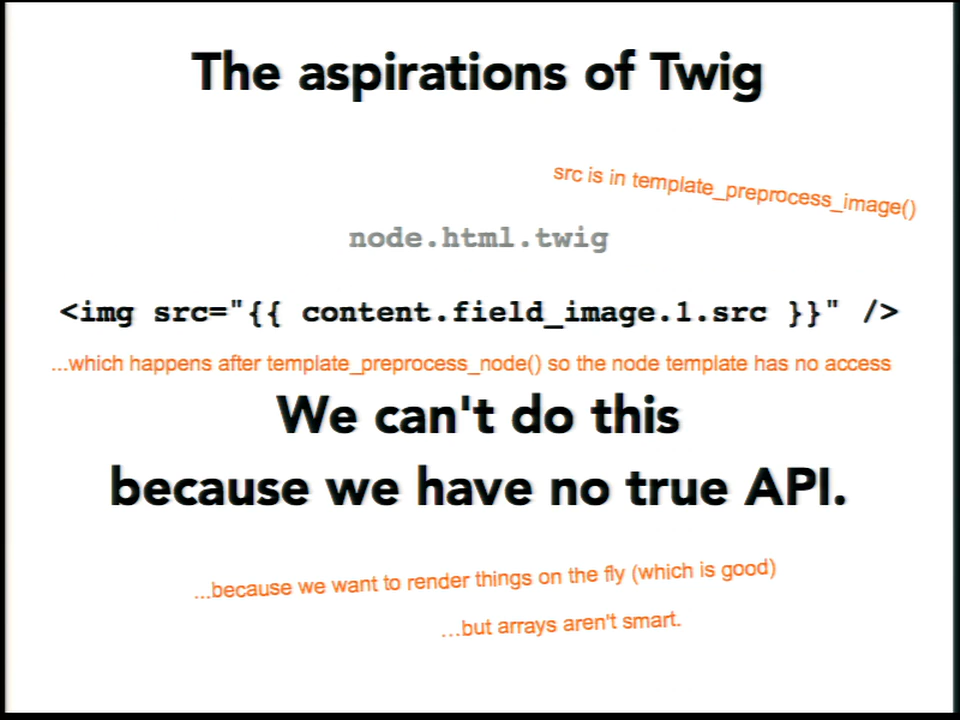 The aspirations of Twig
src is in template_preprocess_image()
node.html.twig
<img src="{{ content.field_image.1.src }}" />
...which happens after template_preprocess_node() so the node template has no access
We can't do this
because we have no true API.
...because we want to render things on the fly (which is good)
...but arrays aren't smart.